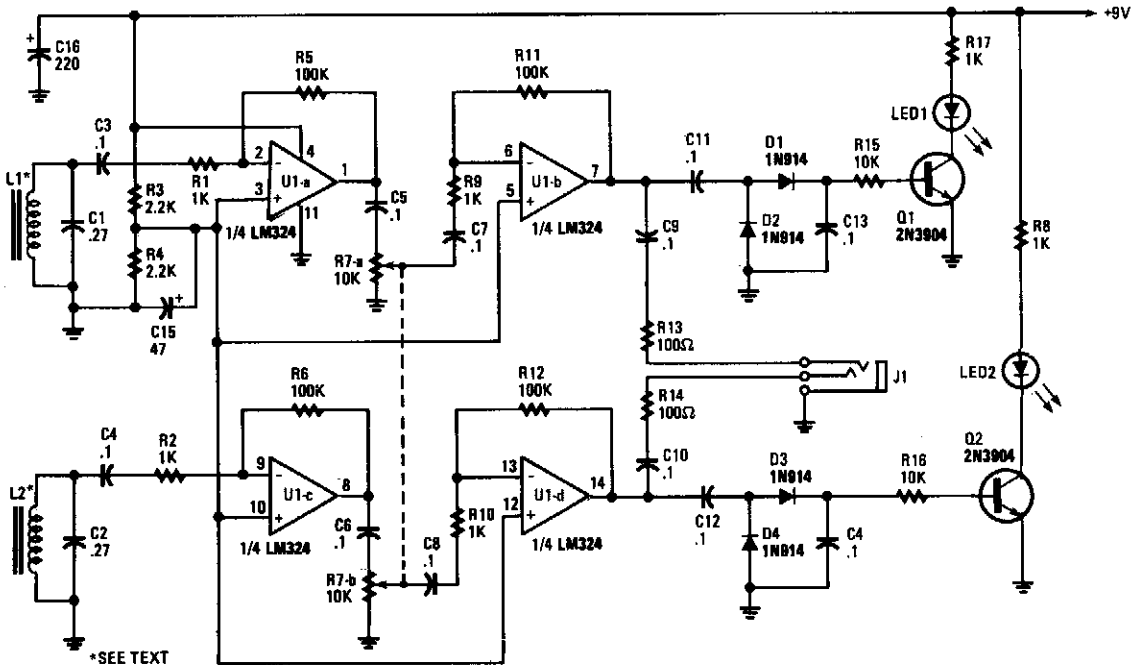 +9V
+
C16
220
R5
100K
R11
100K
R17
1K
LED1
C3
.1
L1*
R1
1K
2
-
4
1
3
+
U1-a
11
1/4 LM324
R3
2.2K
C1
.27
R4
2.2K
+
C15
47
C5
.1
R7-a
10K
R9
1K
C7
.1
6
-
7
5
+
U1-b
1/4 LM324
C11
.1
D1
1N914
R15
10K
Q1
2N3904
C9
.1
D2
1N914
C13
.1
R8
1K
R13
100Ω
J1
LED2
R6
100K
R12
100K
R14
100Ω
C4
.1
R2
1K
L2*
C2
.27
9
-
8
10
+
U1-c
1/4 LM324
C6
.1
R7-b
10K
C8
.1
R10
1K
13
-
14
12
+
U1-d
1/4 LM324
C10
.1
C12
.1
D3
1N914
D4
1N914
C4
.1
R16
10K
Q2
2N3904
*SEE TEXT